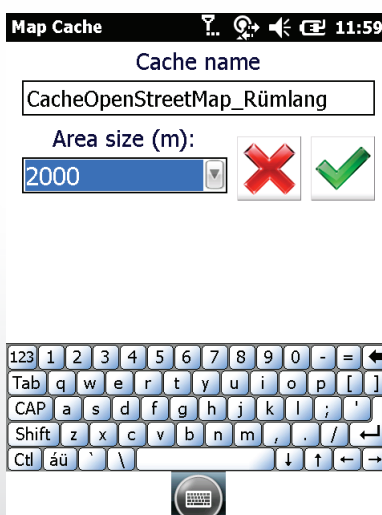 Map Cache 11:59
Cache name
CacheOpenStreetMap_Rümlang
Area size (m):
2000
123 1 2 3 4 5 6 7 8 9 0 - =
Tab q w e r t y u i o p [ ]
CAP a s d f g h j k l ; '
Shift z x c v b n m , . /
Ctl áü ` \